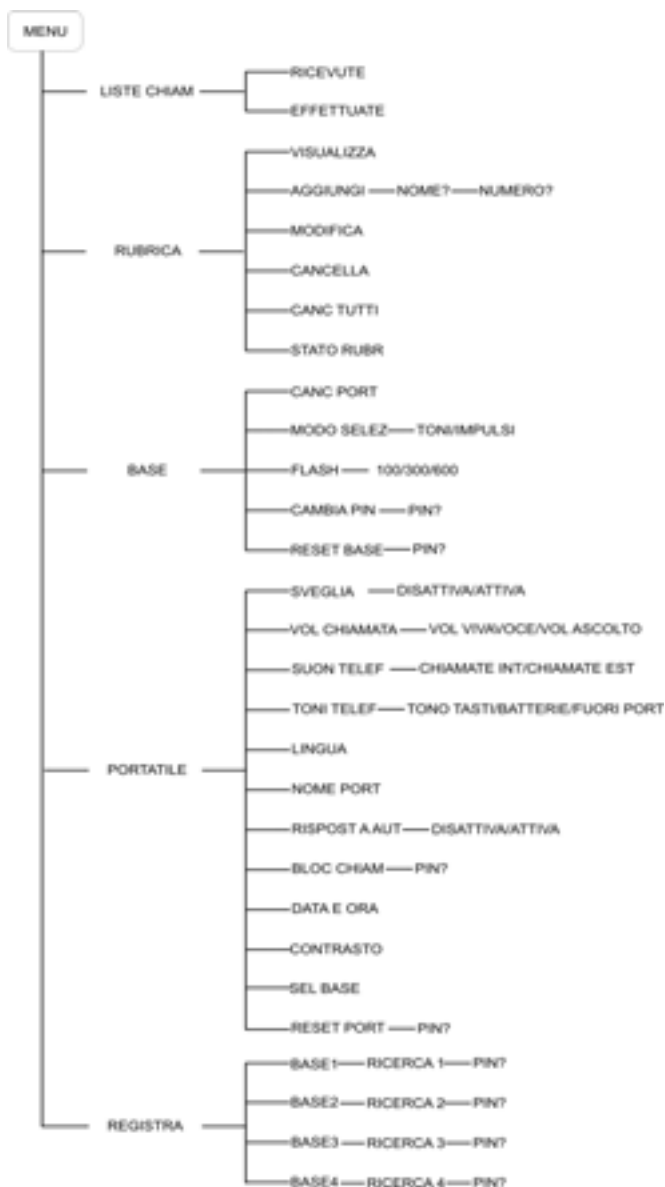 MENU
LISTE CHIAM
RICEVUTE
EFFETTUATE
RUBRICA
VISUALIZZA
AGGIUNGI NOME? NUMERO?
MODIFICA
CANCELLA
CANC TUTTI
STATO RUBR
BASE
CANC PORT
MODO SELEZ TONI/IMPULSI
FLASH 100/300/600
CAMBIA PIN PIN?
RESET BASE PIN?
PORTATILE
SVEGLIA DISATTIVA/ATTIVA
VOL CHIAMATA VOL VIVAVOCE/VOL ASCOLTO
SUON TELEF CHIAMATE INT/CHIAMATE EST
TONI TELEF TONO TASTI/BATTERIE/FUORI PORT
LINGUA
NOME PORT
RISPOST A AUT DISATTIVA/ATTIVA
BLOC CHIAM PIN?
DATA E ORA
CONTRASTO
SEL BASE
RESET PORT PIN?
REGISTRA
BASE1 RICERCA 1 PIN?
BASE2 RICERCA 2 PIN?
BASE3 RICERCA 3 PIN?
BASE4 RICERCA 4 PIN?